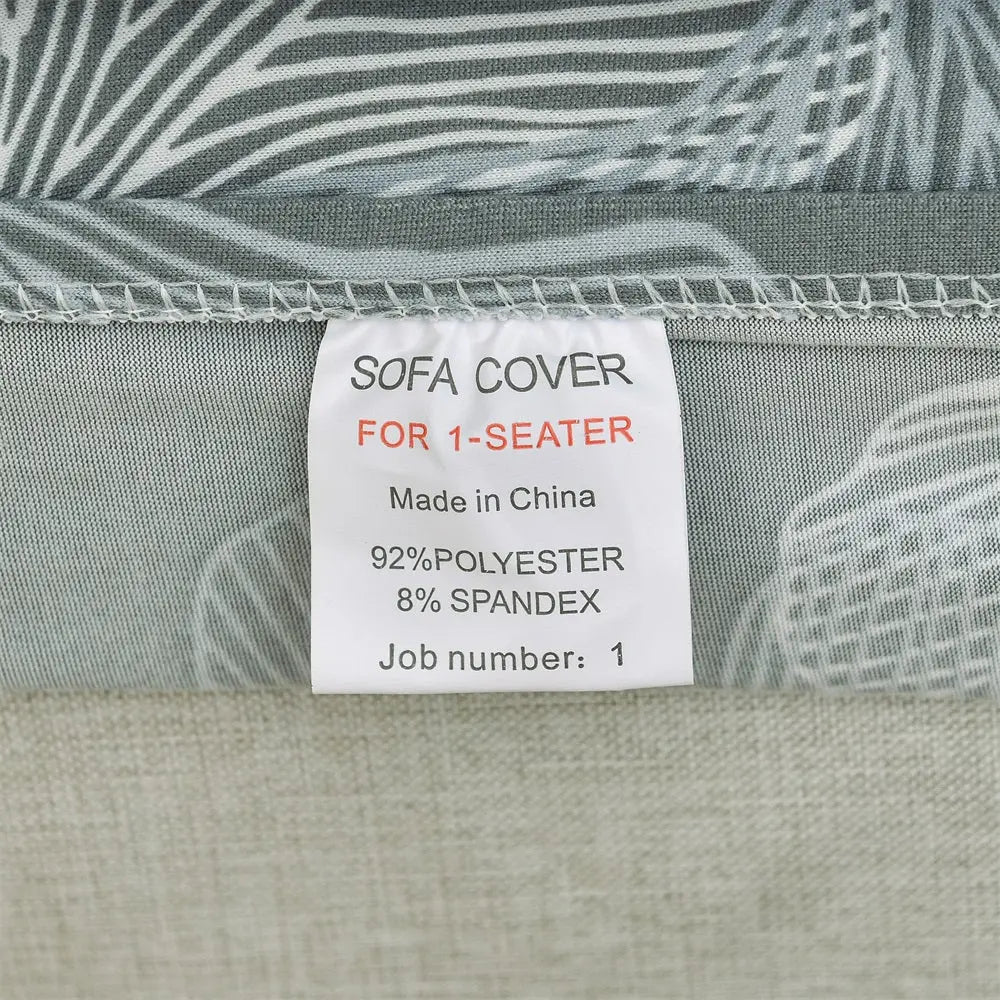 SOFA COVER
FOR 1-SEATER
Made in China
92%POLYESTER
8% SPANDEX
Job number: 1